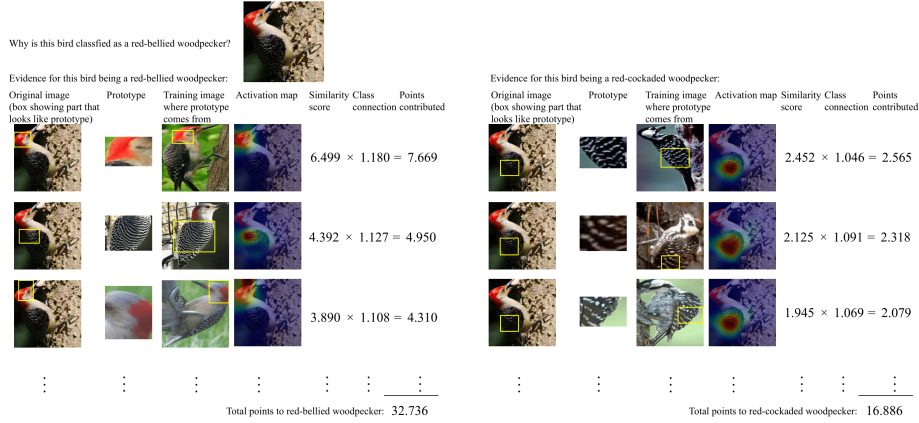 Why is this bird classfied as a red-bellied woodpecker?
Evidence for this bird being a red-bellied woodpecker:
Original image
(box showing part that
looks like prototype)
Prototype
Training image
where prototype
comes from
Activation map
Similarity
score
Class
connection
Points
contributed
6.499 × 1.180 = 7.669
4.392 × 1.127 = 4.950
3.890 × 1.108 = 4.310
Total points to red-bellied woodpecker: 32.736
Evidence for this bird being a red-cockaded woodpecker:
Original image
(box showing part that
looks like prototype)
Prototype
Training image
where prototype
comes from
Activation map
Similarity
score
Class
connection
Points
contributed
2.452 × 1.046 = 2.565
2.125 × 1.091 = 2.318
1.945 × 1.069 = 2.079
Total points to red-cockaded woodpecker: 16.886